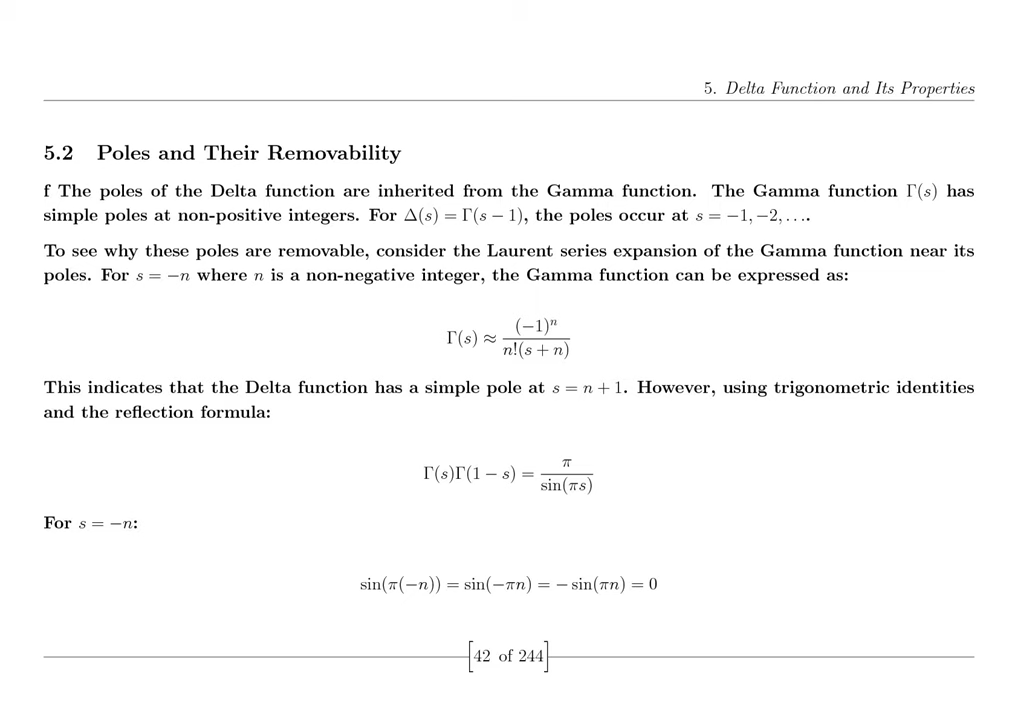 5. Delta Function and Its Properties
5.2 Poles and Their Removability
f The poles of the Delta function are inherited from the Gamma function. The Gamma function Γ(s) has
simple poles at non-positive integers. For Δ(s) = Γ(s − 1), the poles occur at s = −1, −2, . . ..
To see why these poles are removable, consider the Laurent series expansion of the Gamma function near its
poles. For s = −n where n is a non-negative integer, the Gamma function can be expressed as:
Γ(s) ≈ (−1)^n / n!(s + n)
This indicates that the Delta function has a simple pole at s = n + 1. However, using trigonometric identities
and the reflection formula:
Γ(s)Γ(1 − s) = π / sin(πs)
For s = −n:
sin(π(−n)) = sin(−πn) = − sin(πn) = 0
[42 of 244]